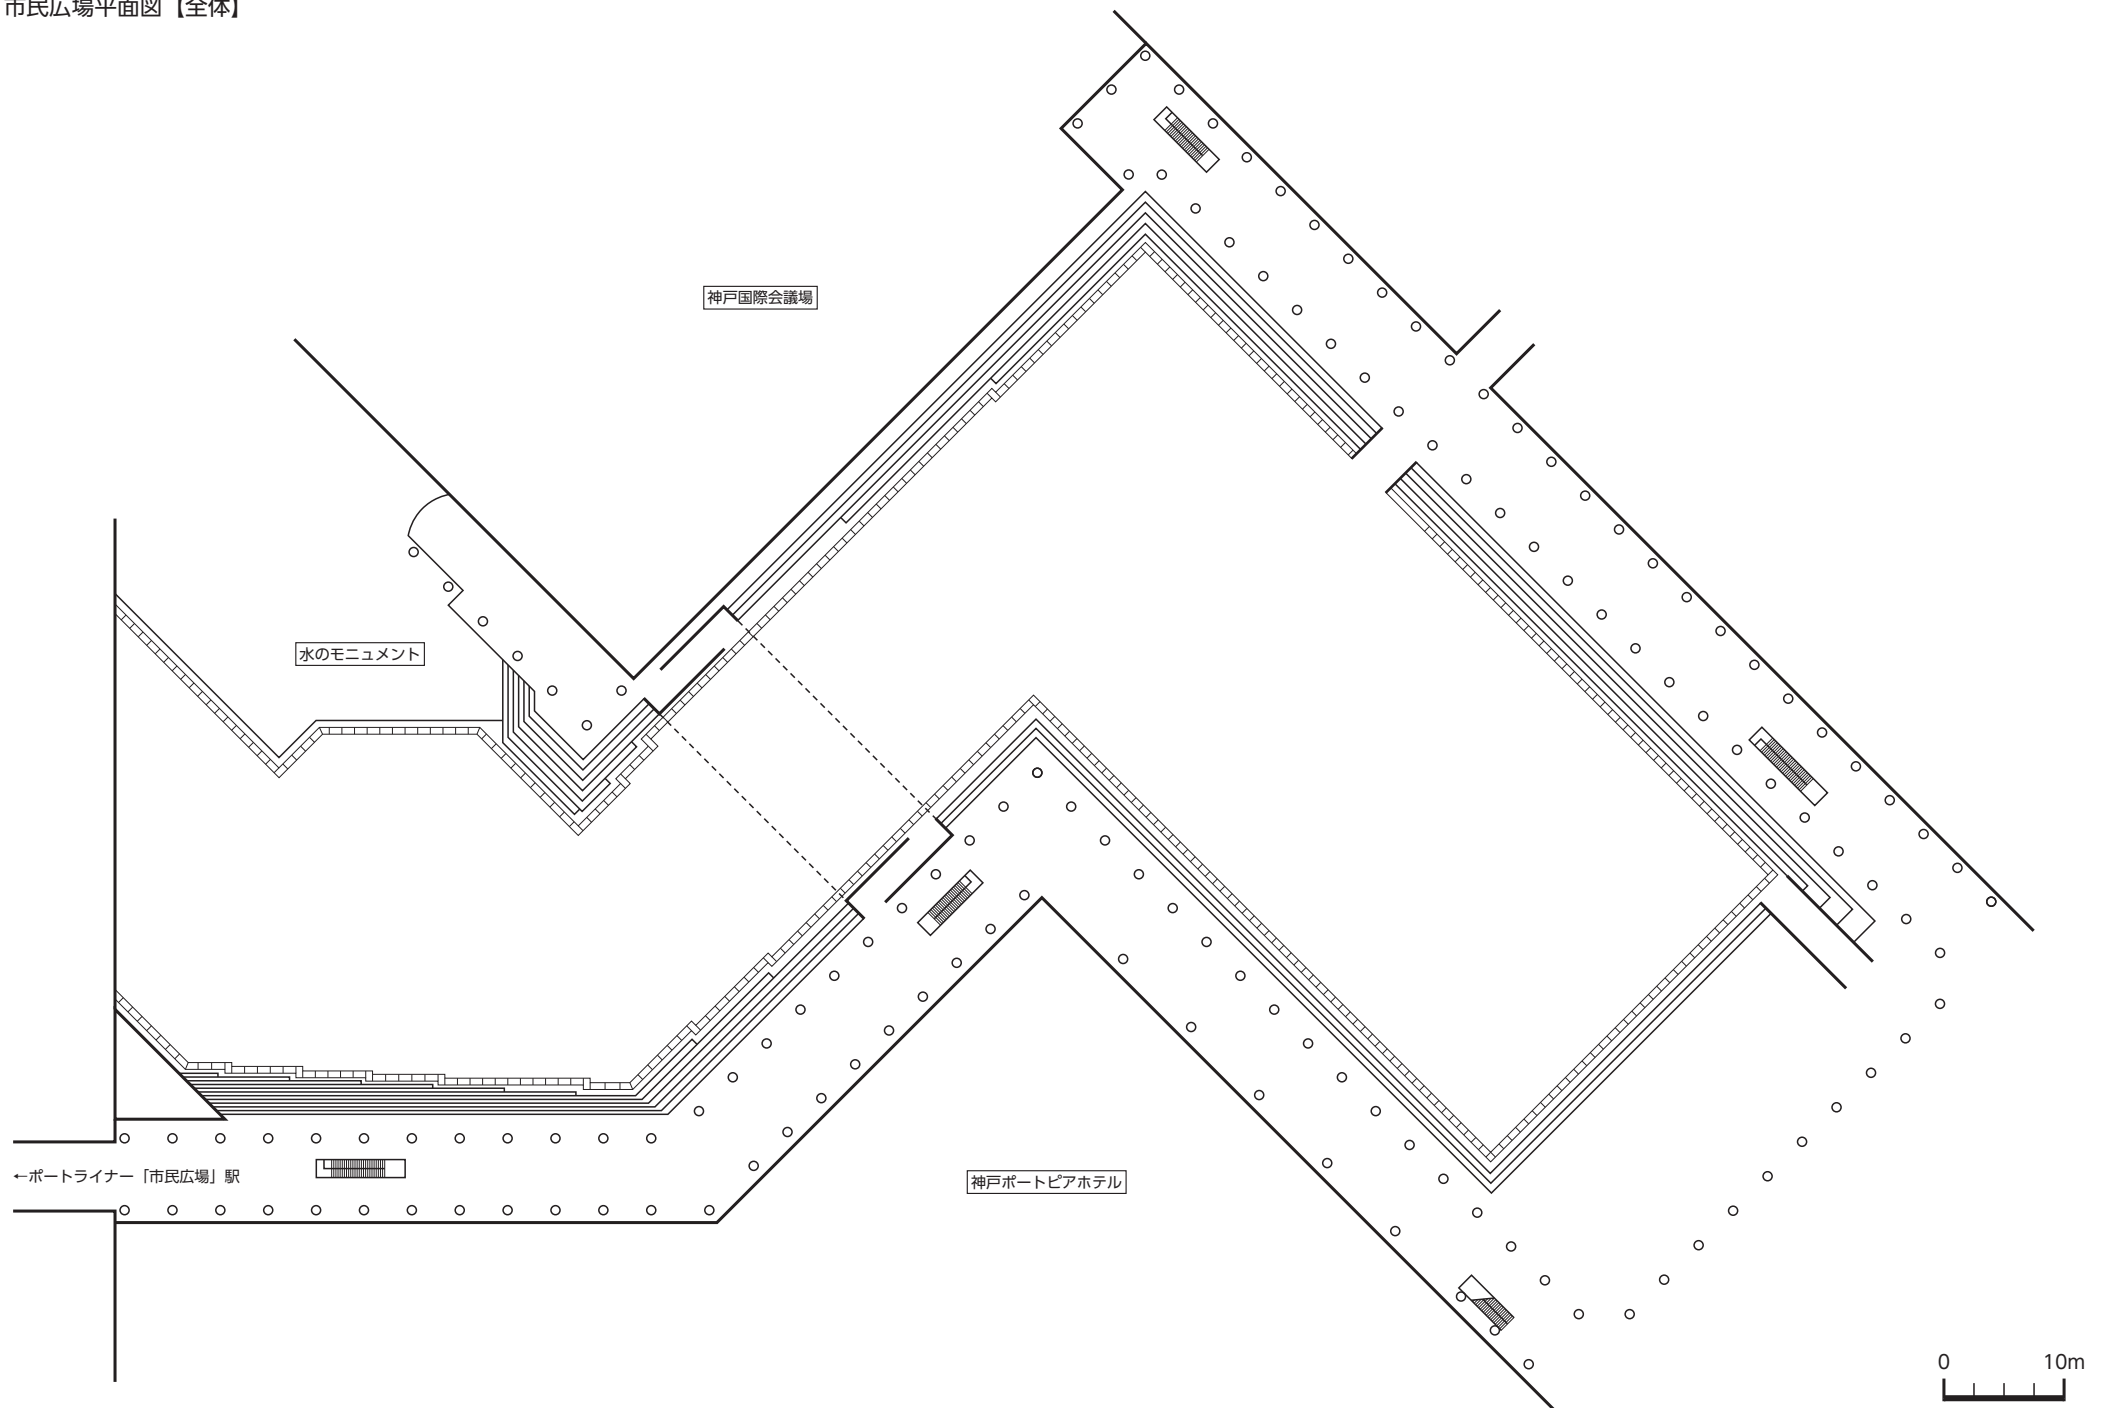 市民広場平面図【全体】
神戸国際会議場
水のモニュメント
←ポートライナー「市民広場」駅
神戸ポートピアホテル
0 10m